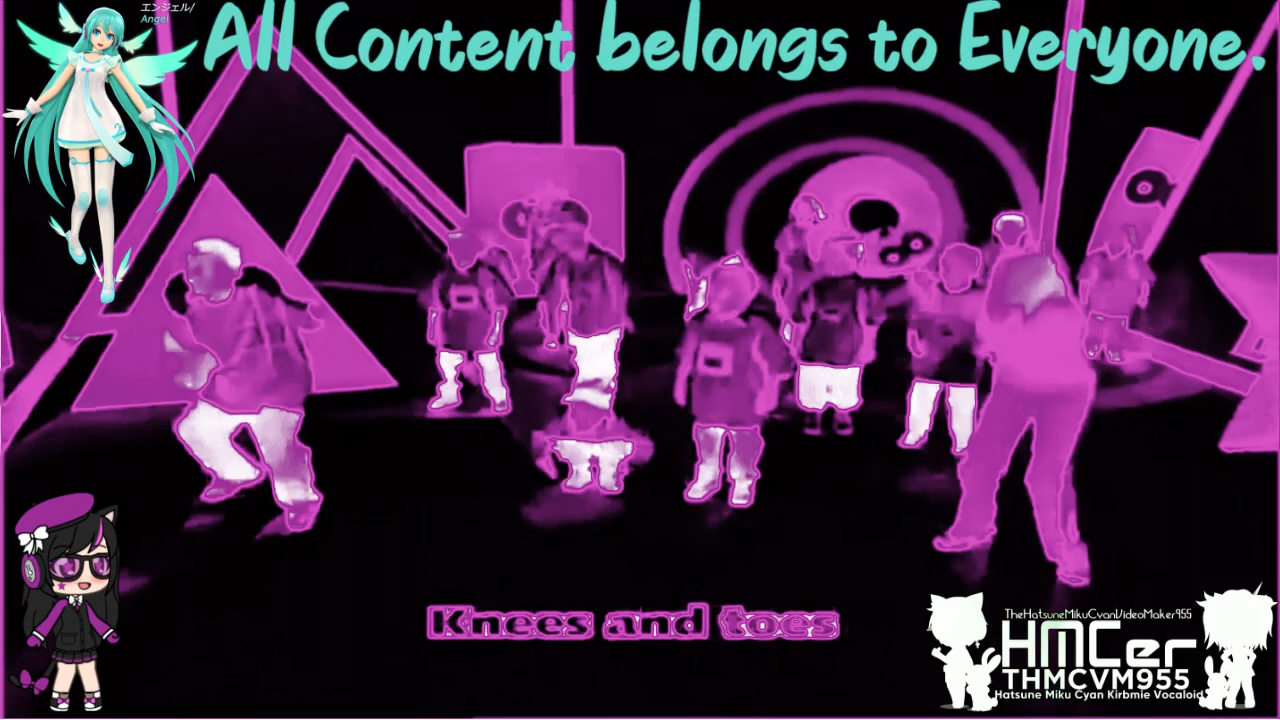 エンジェル/
Angel
All Content belongs to Everyone.
Knees and toes
TheHatsuneMikuCyanVideoMaker955
HMCer
THMCVM955
Hatsune Miku Cyan Kirbmie Vocaloid